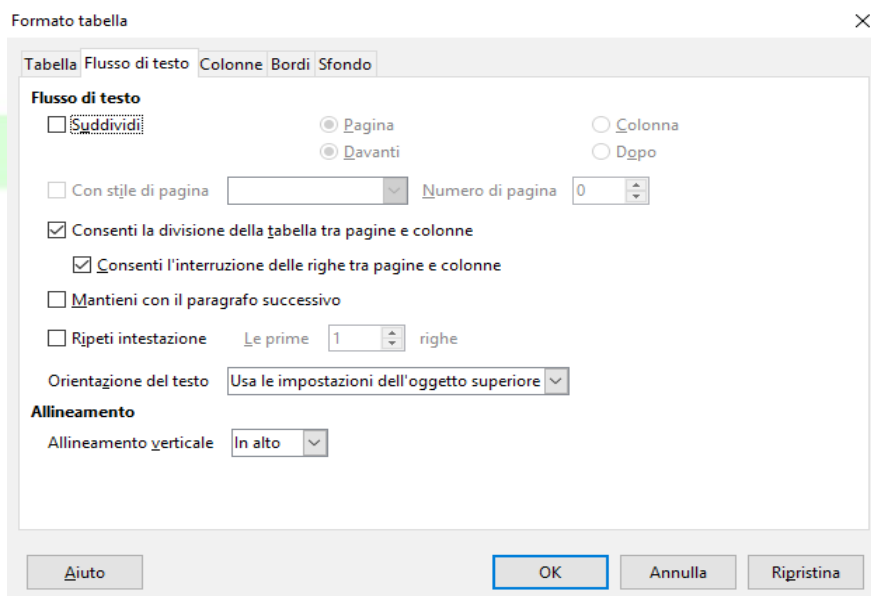 Formato tabella
Tabella Flusso di testo Colonne Bordi Sfondo
Flusso di testo
Suddividi Pagina Colonna
Davanti Dopo
Con stile di pagina Numero di pagina 0
Consenti la divisione della tabella tra pagine e colonne
Consenti l'interruzione delle righe tra pagine e colonne
Mantieni con il paragrafo successivo
Ripeti intestazione Le prime 1 righe
Orientazione del testo Usa le impostazioni dell'oggetto superiore
Allineamento
Allineamento verticale In alto
Aiuto OK Annulla Ripristina